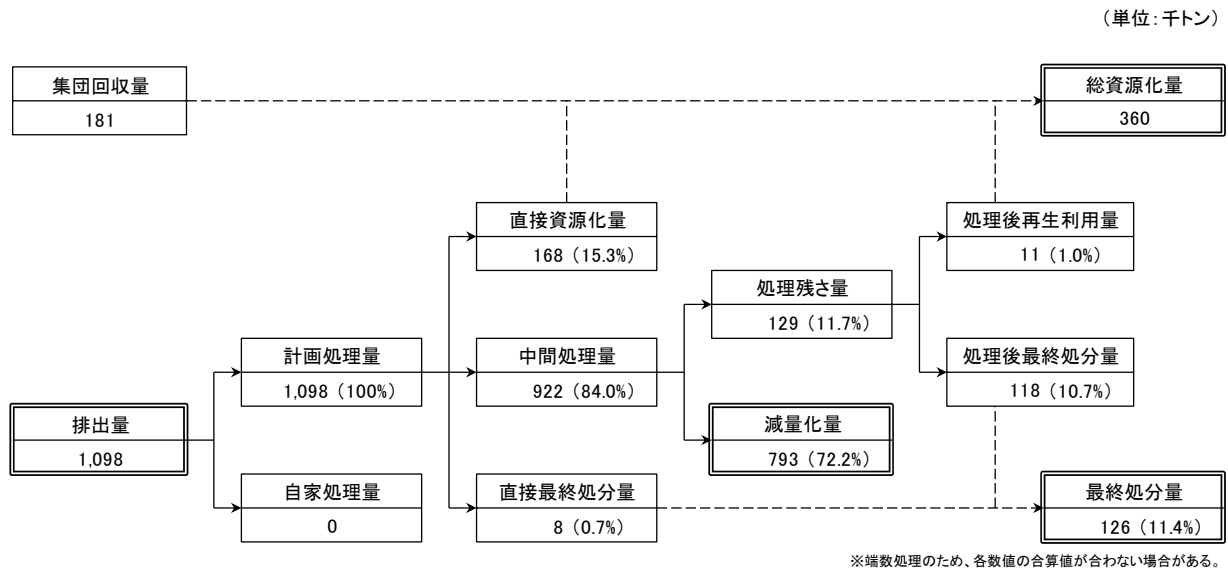 （単位：千トン）
集団回収量
181
総資源化量
360
直接資源化量
168（15.3%）
処理後再生利用量
11（1.0%）
処理残さ量
129（11.7%）
計画処理量
1,098（100%）
中間処理量
922（84.0%）
処理後最終処分量
118（10.7%）
排出量
1,098
減量化量
793（72.2%）
自家処理量
0
直接最終処分量
8（0.7%）
最終処分量
126（11.4%）
※端数処理のため、各数値の合算値が合わない場合がある。